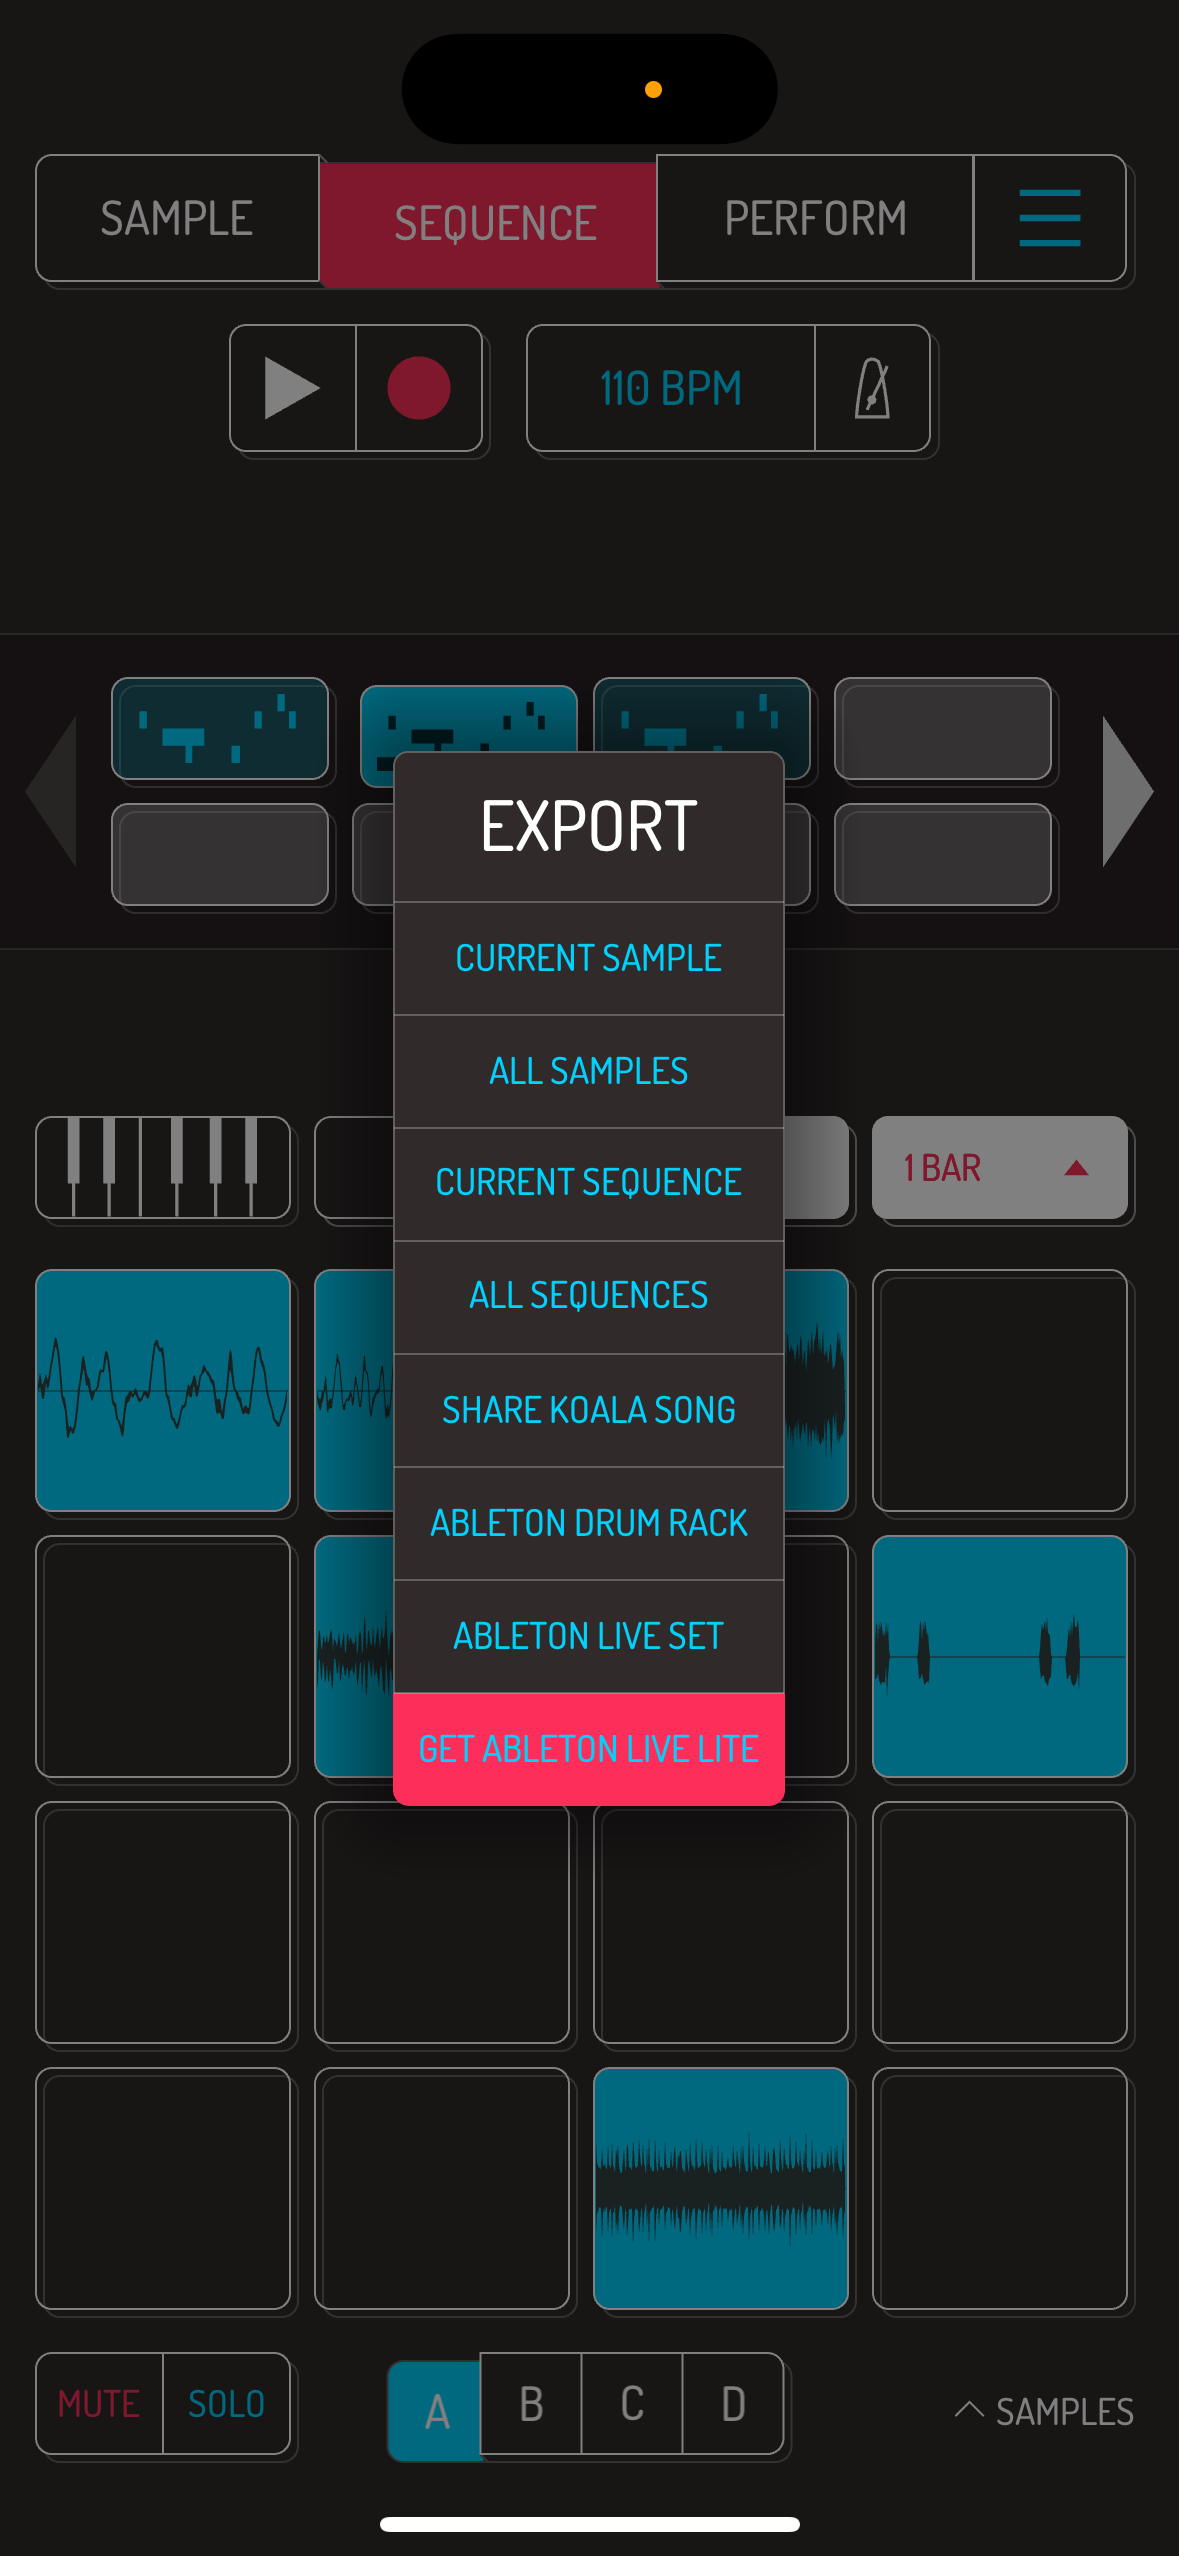 SAMPLE
SEQUENCE
PERFORM
110 BPM
EXPORT
CURRENT SAMPLE
ALL SAMPLES
CURRENT SEQUENCE
ALL SEQUENCES
SHARE KOALA SONG
ABLETON DRUM RACK
ABLETON LIVE SET
GET ABLETON LIVE LITE
1 BAR
MUTE
SOLO
A
B
C
D
SAMPLES